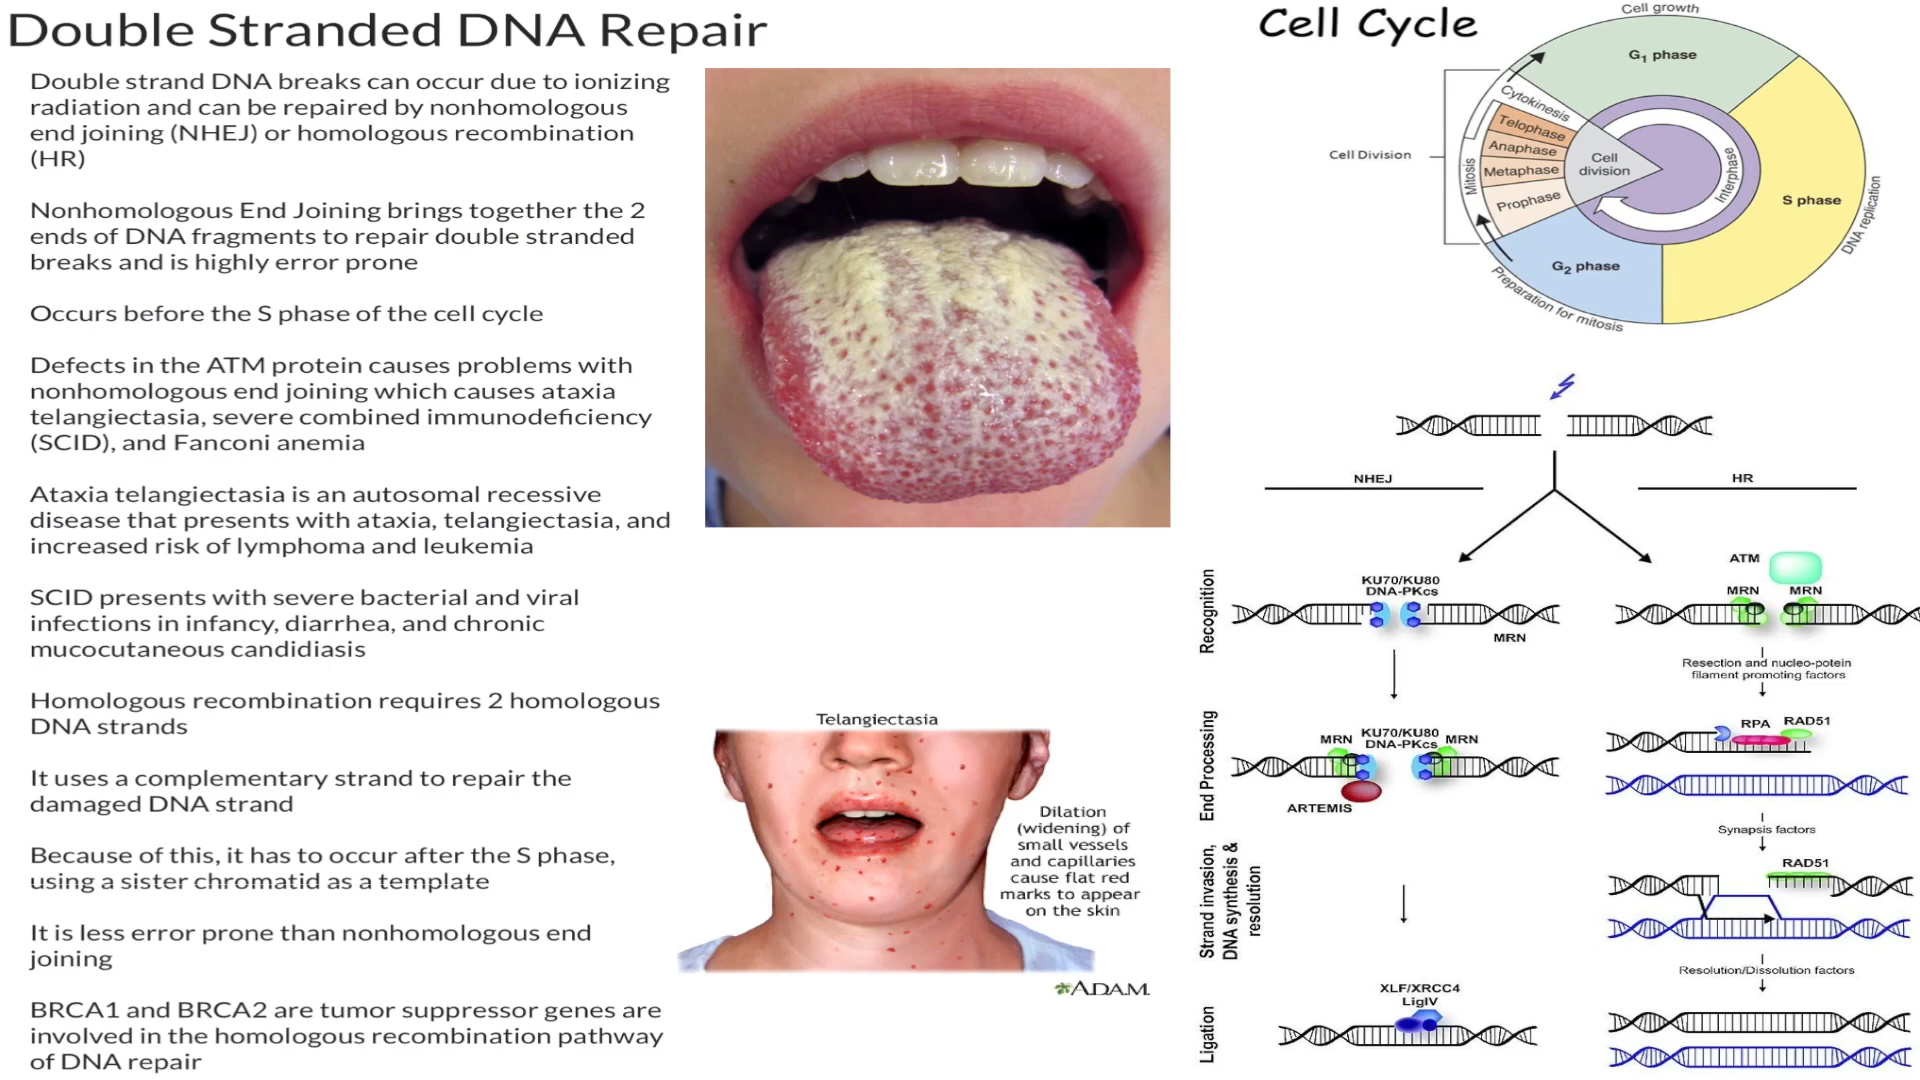 Double Stranded DNA Repair
Double strand DNA breaks can occur due to ionizing
radiation and can be repaired by nonhomologous
end joining (NHEJ) or homologous recombination
(HR)
Nonhomologous End Joining brings together the 2
ends of DNA fragments to repair double stranded
breaks and is highly error prone
Occurs before the S phase of the cell cycle
Defects in the ATM protein causes problems with
nonhomologous end joining which causes ataxia
telangiectasia, severe combined immunodeficiency
(SCID), and Fanconi anemia
Ataxia telangiectasia is an autosomal recessive
disease that presents with ataxia, telangiectasia, and
increased risk of lymphoma and leukemia
SCID presents with severe bacterial and viral
infections in infancy, diarrhea, and chronic
mucocutaneous candidiasis
Homologous recombination requires 2 homologous
DNA strands
It uses a complementary strand to repair the
damaged DNA strand
Because of this, it has to occur after the S phase,
using a sister chromatid as a template
It is less error prone than nonhomologous end
joining
BRCA1 and BRCA2 are tumor suppressor genes are
involved in the homologous recombination pathway
of DNA repair
Telangiectasia
Dilation
(widening) of
small vessels
and capillaries
cause flat red
marks to appear
on the skin
A.D.A.M.
Cell Cycle
Cell growth
G1 phase
Cytokinesis
Telophase
Anaphase
Metaphase
Prophase
Mitosis
Cell Division
Cell
division
Interphase
S phase
DNA replication
G2 phase
Preparation for mitosis
NHEJ
HR
Recognition
KU70/KU80
DNA-PKcs
MRN
ATM
MRN
MRN
Resection and nucleo-potein
filament promoting factors
End Processing
MRN
KU70/KU80
DNA-PKcs
MRN
ARTEMIS
RPA
RAD51
Synapsis factors
Strand invasion,
DNA synthesis &
resolution
RAD51
Resolution/Dissolution factors
Ligation
XLF/XRCC4
LigIV